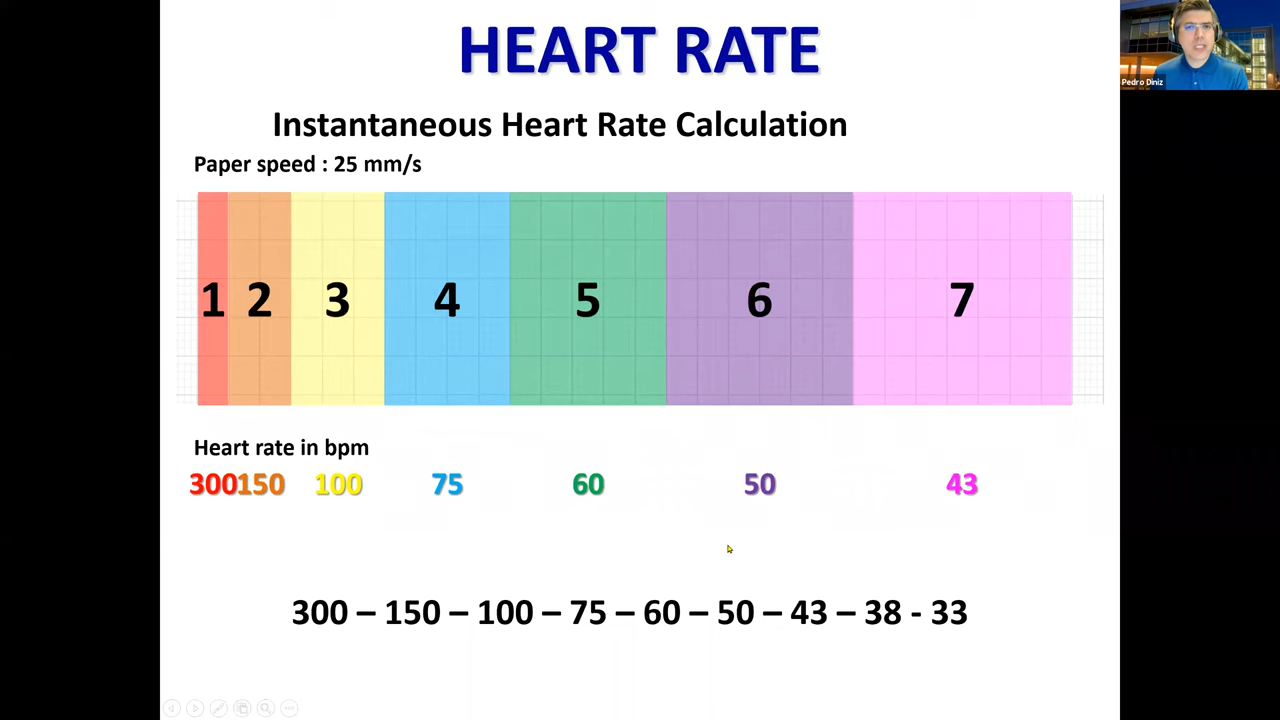 HEART RATE
Pedro Diniz
Instantaneous Heart Rate Calculation
Paper speed : 25 mm/s
1 2 3 4 5 6 7
Heart rate in bpm
300 150 100 75 60 50 43
300 – 150 – 100 – 75 – 60 – 50 – 43 – 38 - 33